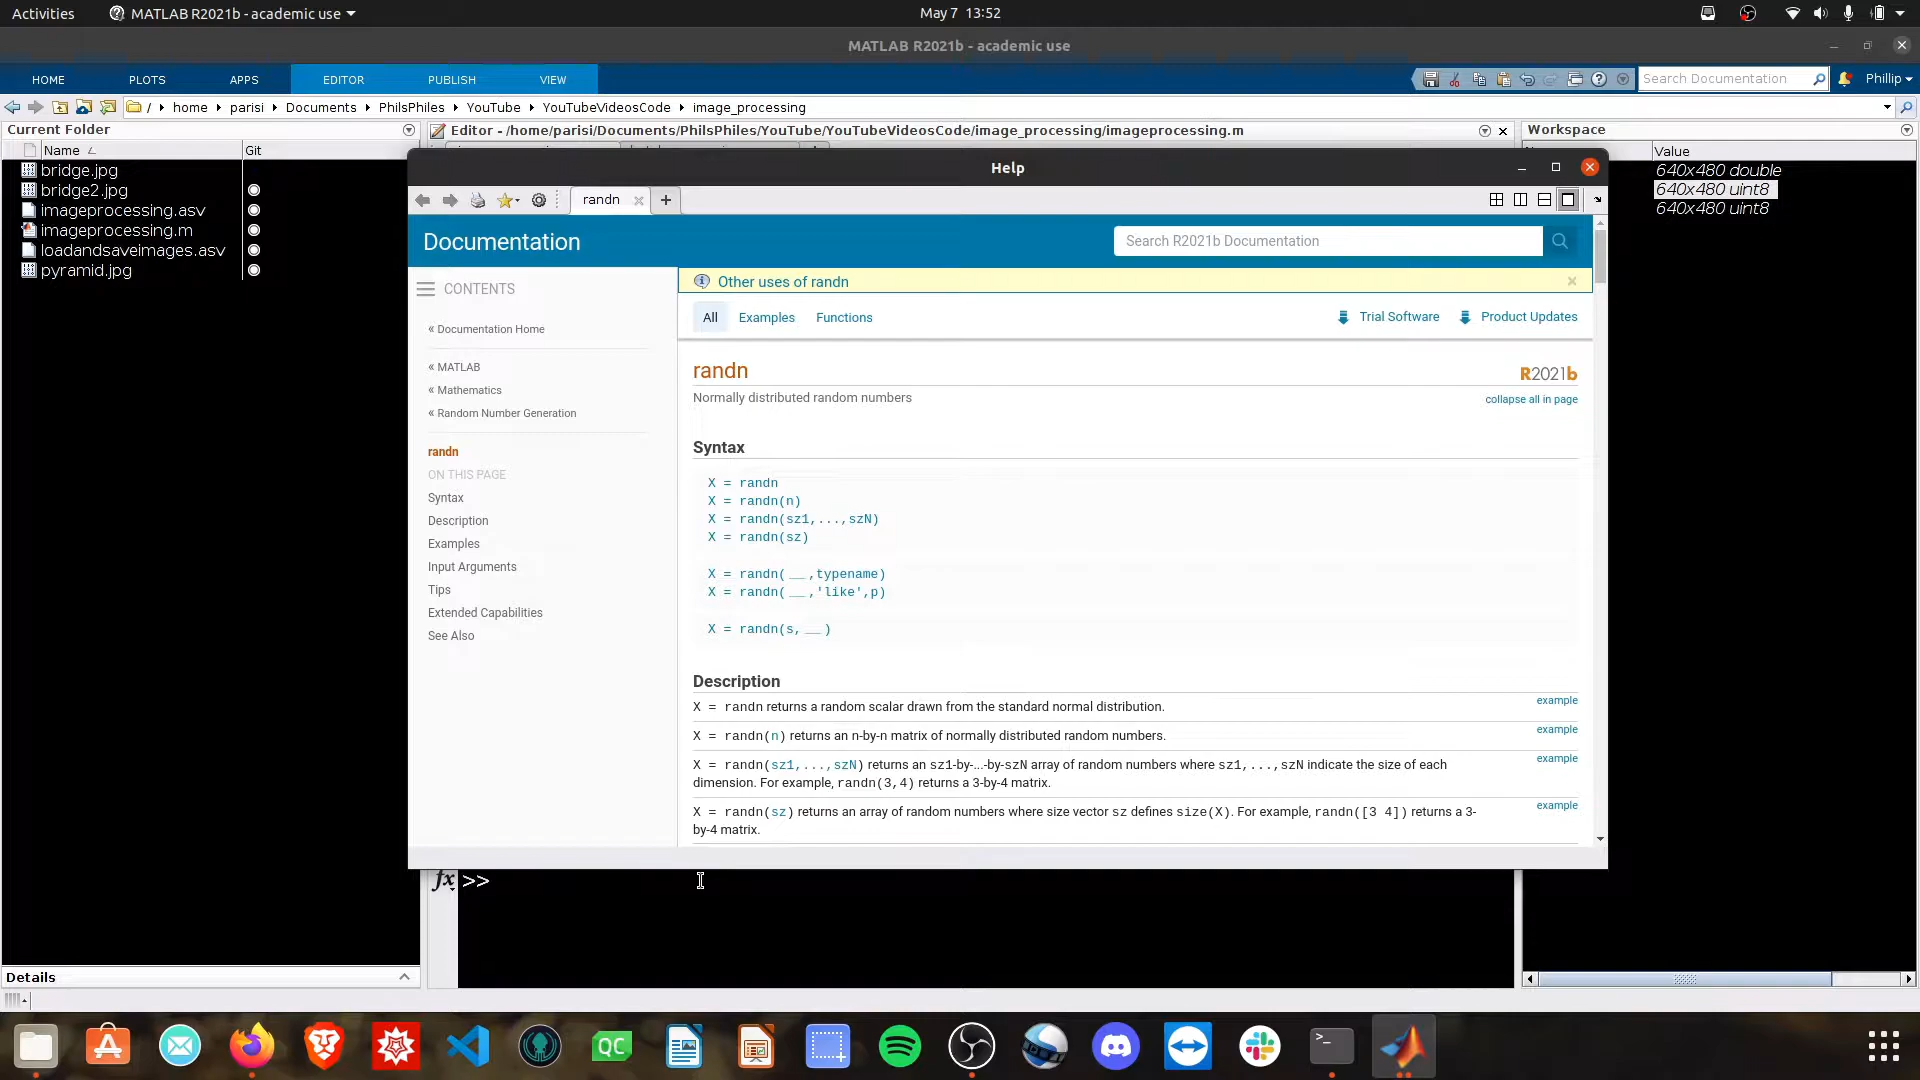 Activities
MATLAB R2021b - academic use
May 7  13:52
MATLAB R2021b - academic use
HOME
PLOTS
APPS
EDITOR
PUBLISH
VIEW
Search Documentation
Phillip
/ home parisi Documents PhilsPhiles YouTube YouTubeVideosCode image_processing
Current Folder
Editor - /home/parisi/Documents/PhilsPhiles/YouTube/YouTubeVideosCode/image_processing/imageprocessing.m
Workspace
Name
Git
Value
bridge.jpg
bridge2.jpg
imageprocessing.asv
imageprocessing.m
loadandsaveimages.asv
pyramid.jpg
640x480 double
640x480 uint8
640x480 uint8
Help
randn
Documentation
Search R2021b Documentation
CONTENTS
« Documentation Home
« MATLAB
« Mathematics
« Random Number Generation
randn
ON THIS PAGE
Syntax
Description
Examples
Input Arguments
Tips
Extended Capabilities
See Also
Other uses of randn
All
Examples
Functions
Trial Software
Product Updates
randn
R2021b
Normally distributed random numbers
collapse all in page
Syntax
X = randn
X = randn(n)
X = randn(sz1,...,szN)
X = randn(sz)
X = randn(__,typename)
X = randn(__,'like',p)
X = randn(s,__)
Description
X = randn returns a random scalar drawn from the standard normal distribution.
example
X = randn(n) returns an n-by-n matrix of normally distributed random numbers.
example
X = randn(sz1,...,szN) returns an sz1-by-...-by-szN array of random numbers where sz1,...,szN indicate the size of each
dimension. For example, randn(3,4) returns a 3-by-4 matrix.
example
X = randn(sz) returns an array of random numbers where size vector sz defines size(X). For example, randn([3 4]) returns a 3-
by-4 matrix.
example
fx >>
Details
QC
>_